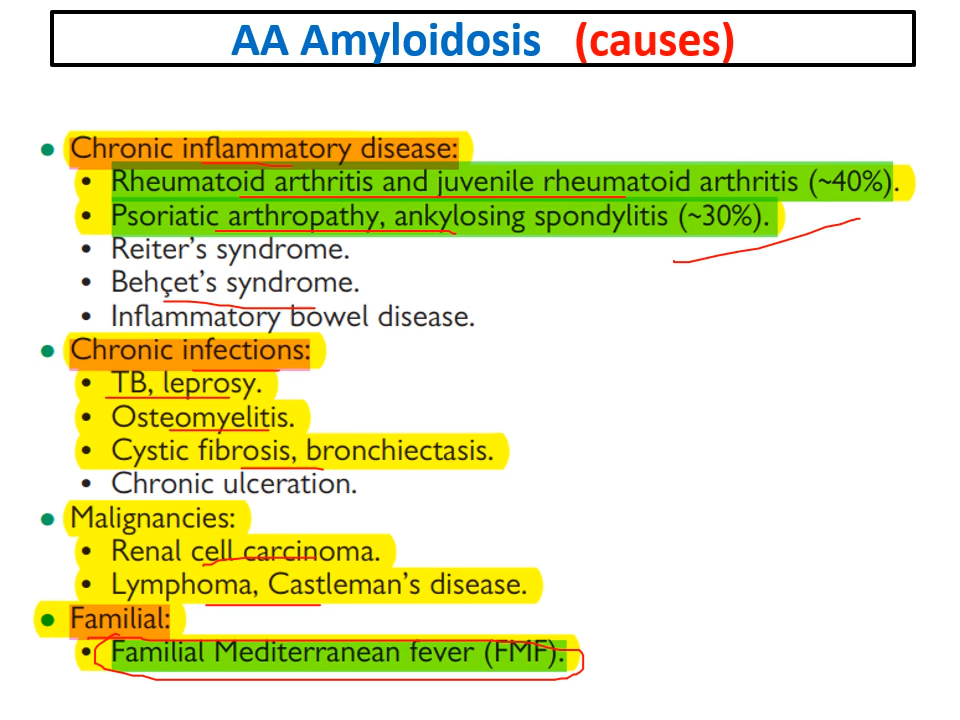 AA Amyloidosis (causes)
• Chronic inflammatory disease:
• Rheumatoid arthritis and juvenile rheumatoid arthritis (~40%).
• Psoriatic arthropathy, ankylosing spondylitis (~30%).
• Reiter’s syndrome.
• Behçet’s syndrome.
• Inflammatory bowel disease.
• Chronic infections:
• TB, leprosy.
• Osteomyelitis.
• Cystic fibrosis, bronchiectasis.
• Chronic ulceration.
• Malignancies:
• Renal cell carcinoma.
• Lymphoma, Castleman’s disease.
• Familial:
• Familial Mediterranean fever (FMF).